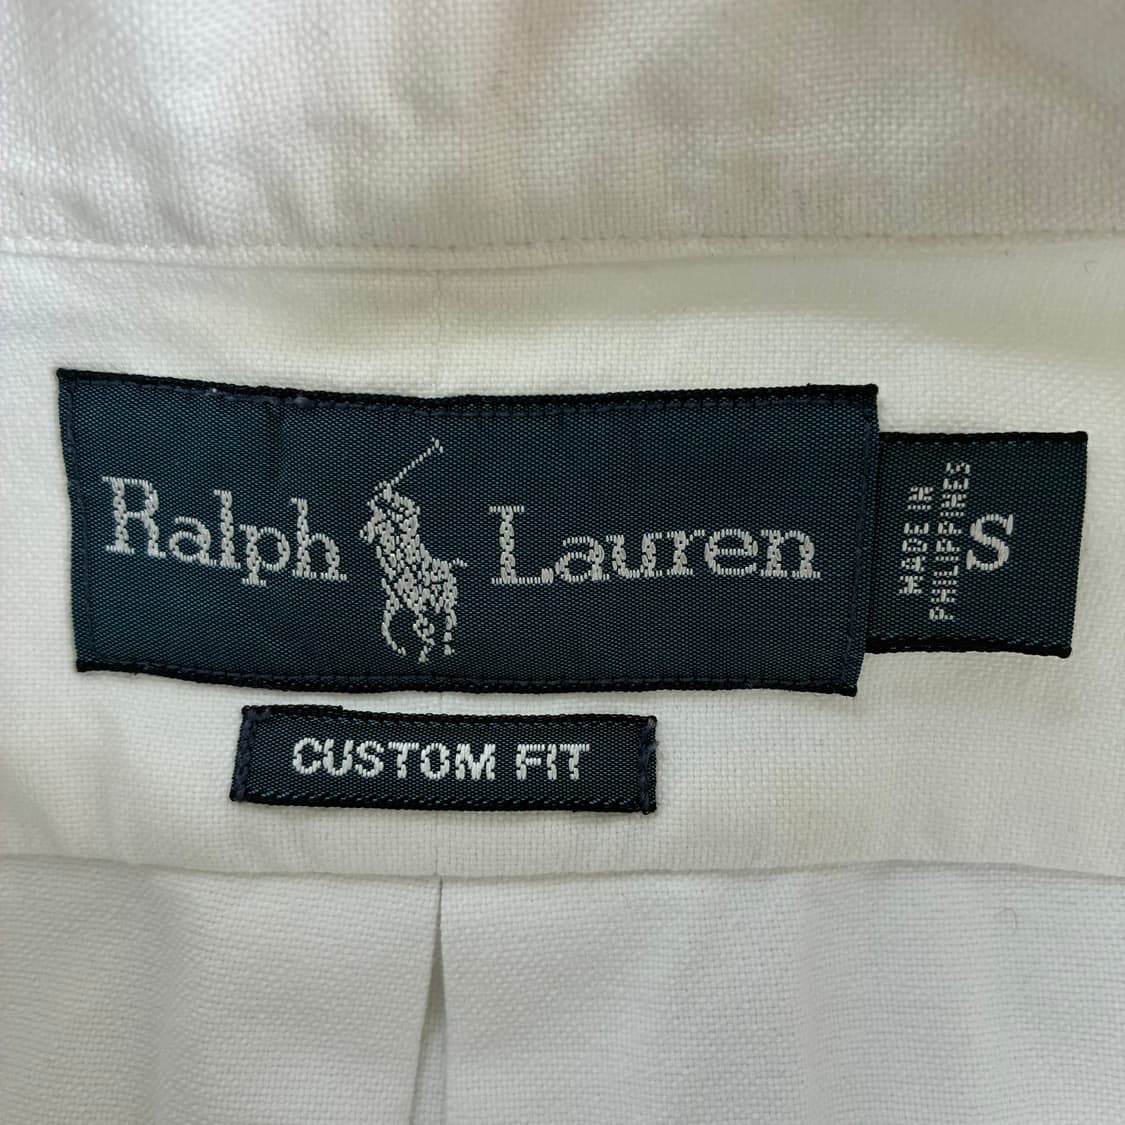 Ralph Lauren
MADE IN
PHILIPPINES
S
CUSTOM FIT